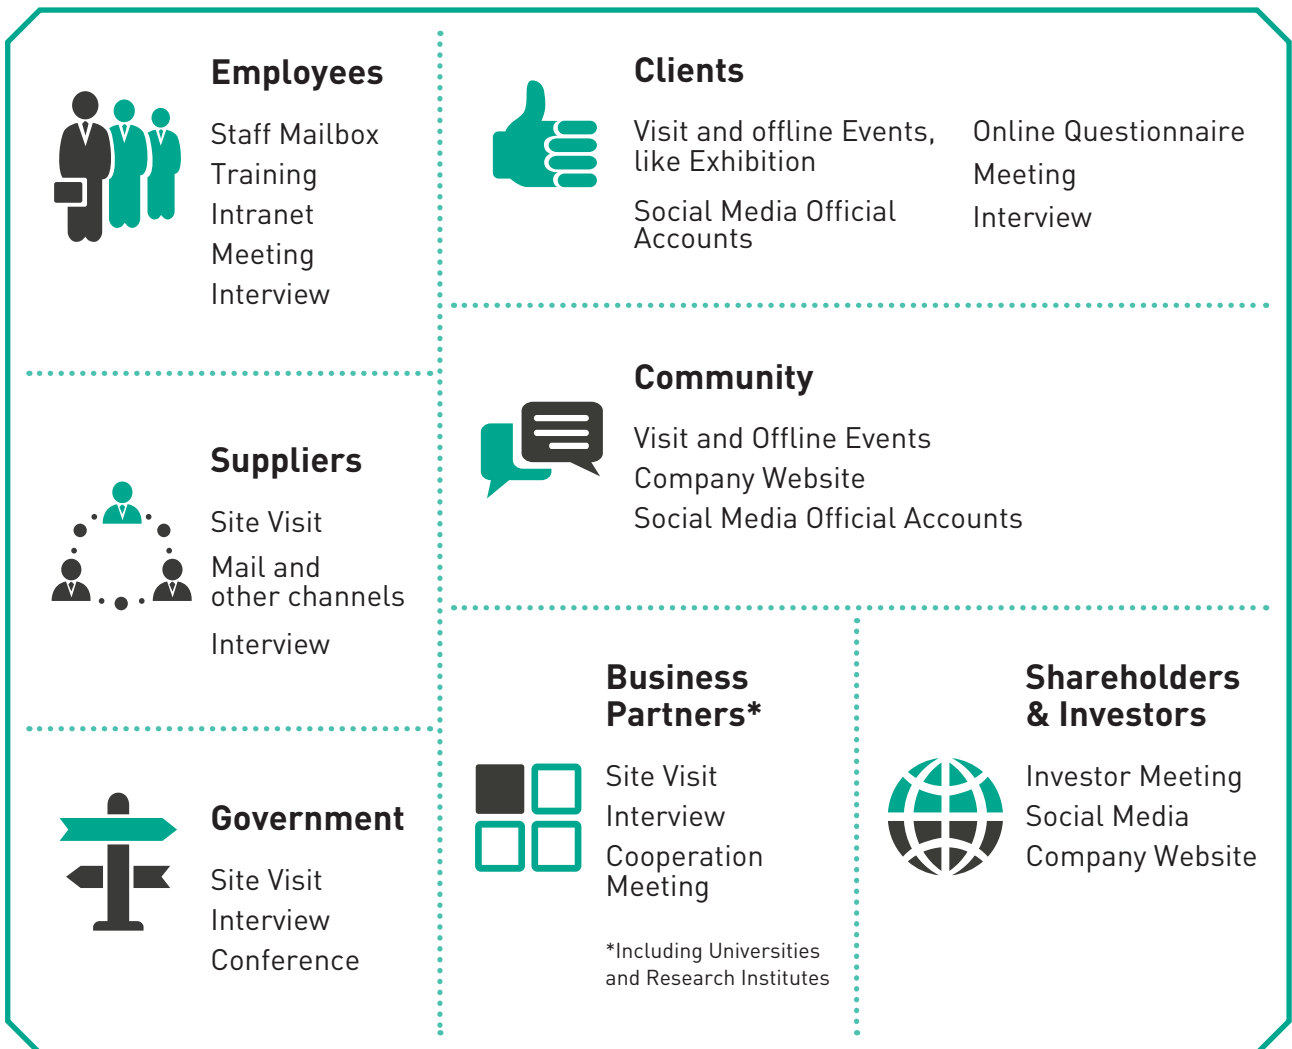 Employees
Staff Mailbox
Training
Intranet
Meeting
Interview
Clients
Visit and offline Events,
like Exhibition
Social Media Official
Accounts
Online Questionnaire
Meeting
Interview
Community
Visit and Offline Events
Company Website
Social Media Official Accounts
Suppliers
Site Visit
Mail and
other channels
Interview
Government
Site Visit
Interview
Conference
Business
Partners*
Site Visit
Interview
Cooperation
Meeting
*Including Universities
and Research Institutes
Shareholders
& Investors
Investor Meeting
Social Media
Company Website